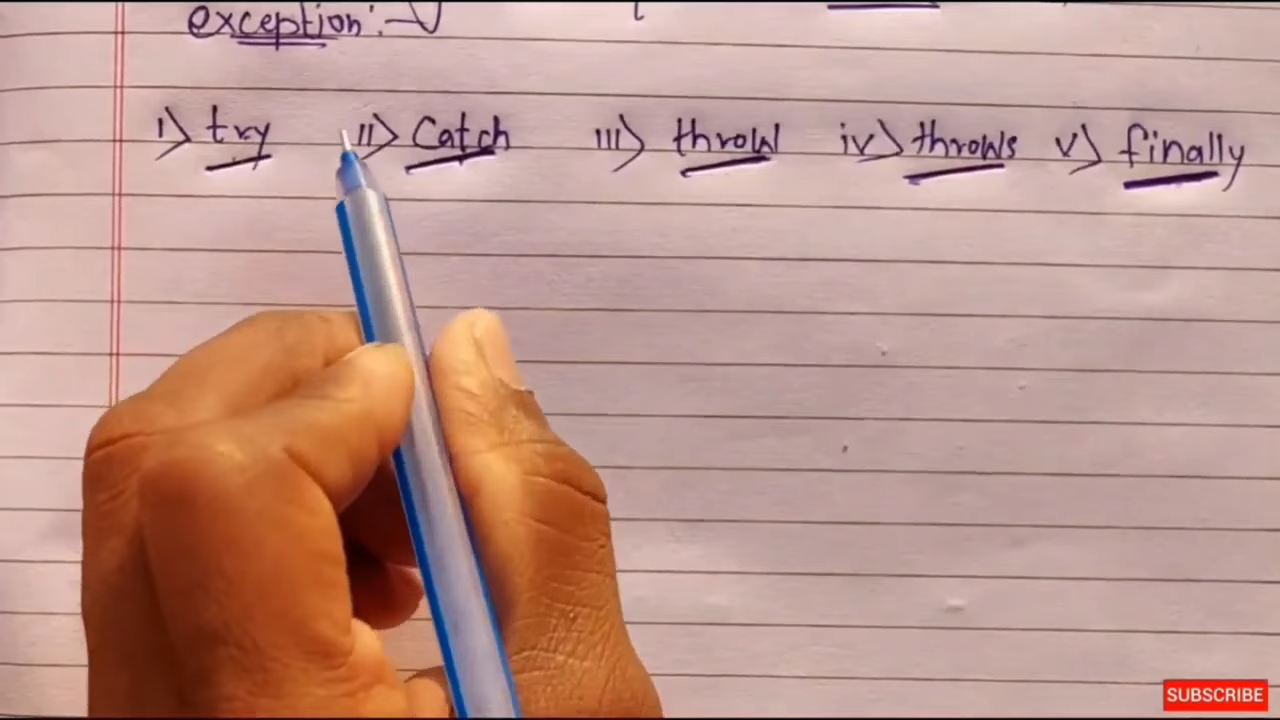 exception:-
i) try ii) Catch iii) throw iv) throws v) finally
SUBSCRIBE